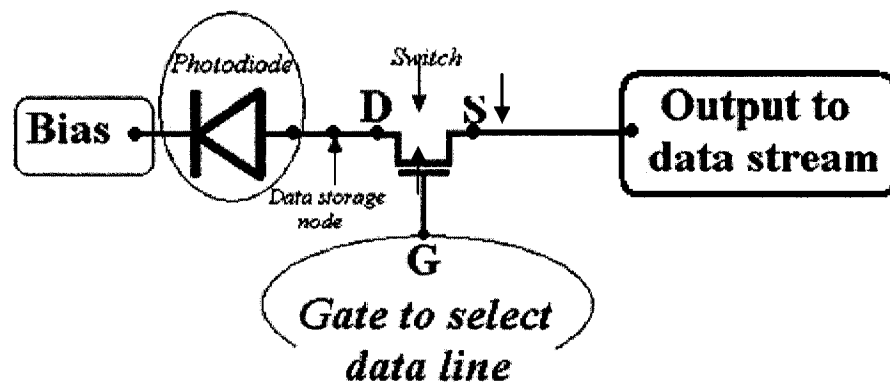 Photodiode
Switch
Bias
D
S
Output to
data stream
Data storage
node
G
Gate to select
data line